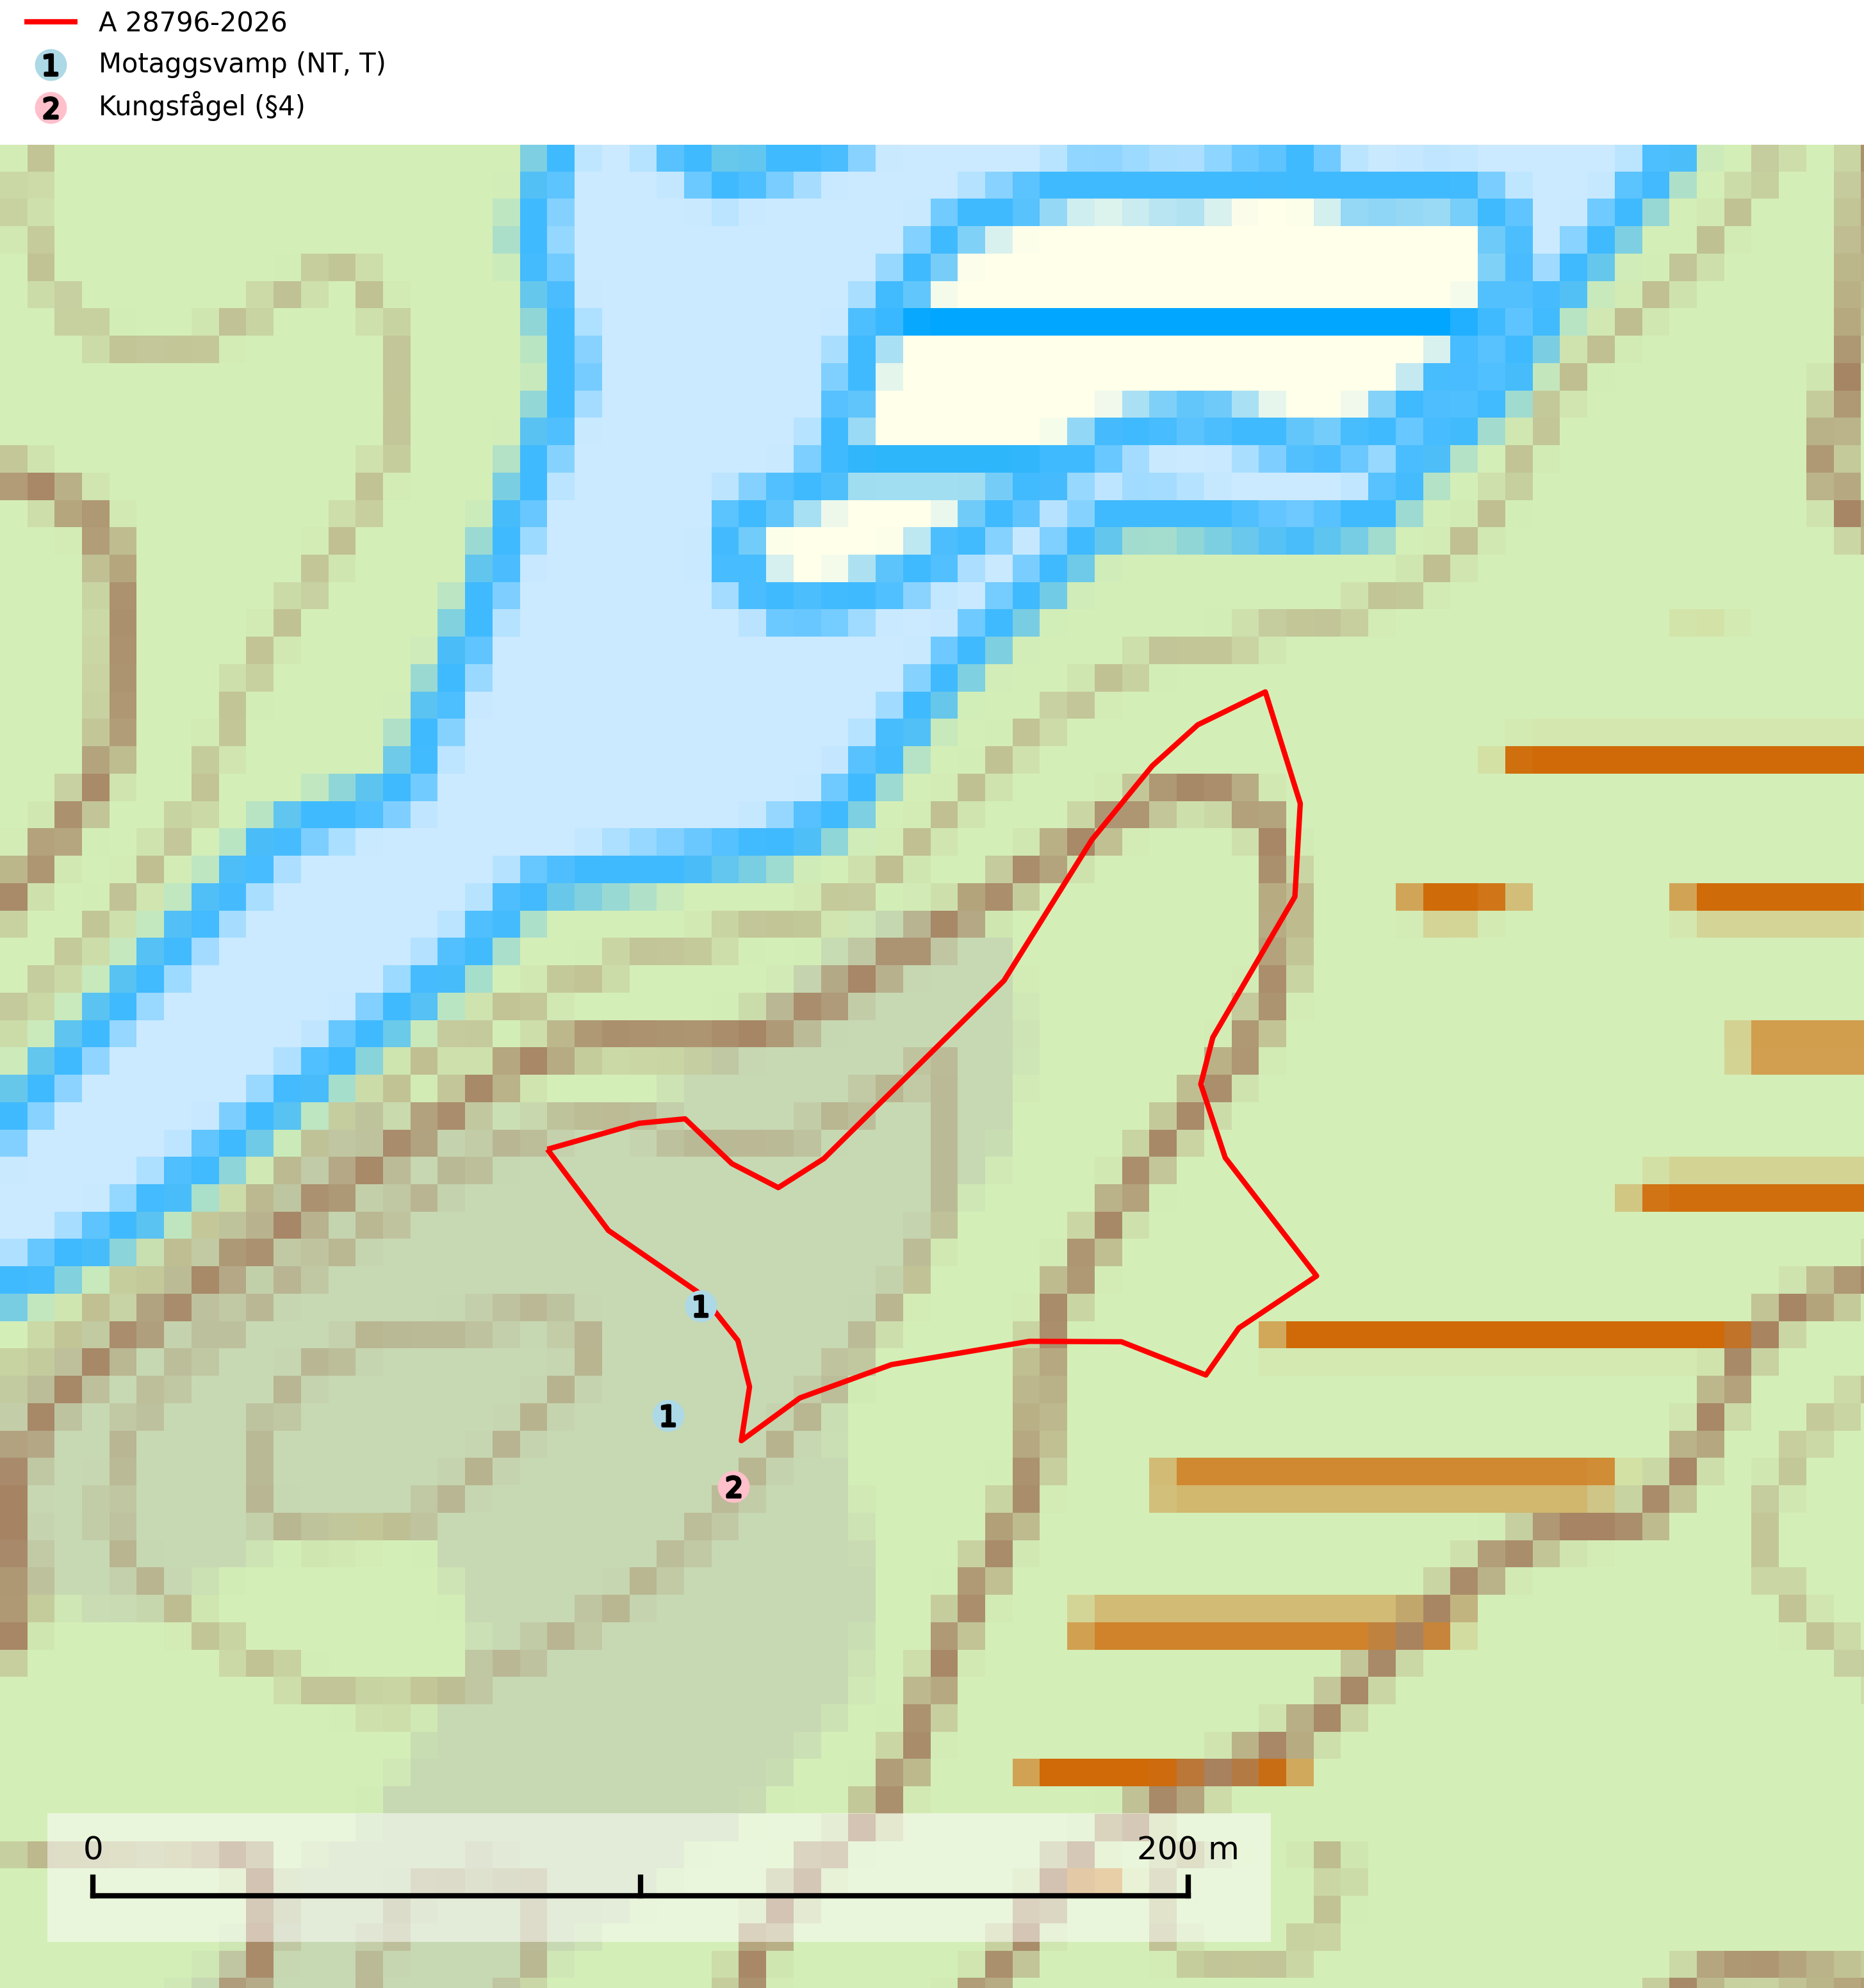 A 28796-2026
1 Motaggsvamp (NT, T)
2 Kungsfågel (§4)
1
1
2
0 200 m